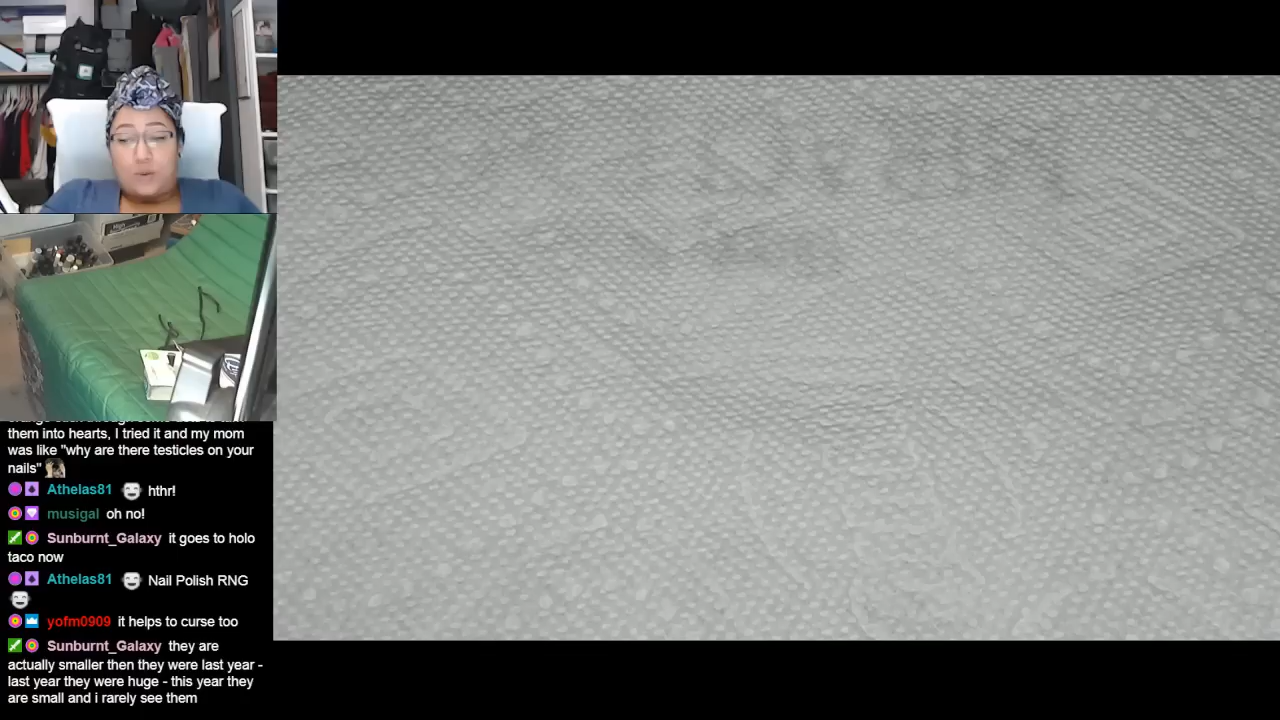 them into hearts, I tried it and my mom
was like "why are there testicles on your
nails"
Athelas81 hthr!
musigal oh no!
Sunburnt_Galaxy it goes to holo
taco now
Athelas81 Nail Polish RNG
yofm0909 it helps to curse too
Sunburnt_Galaxy they are
actually smaller then they were last year -
last year they were huge - this year they
are small and i rarely see them